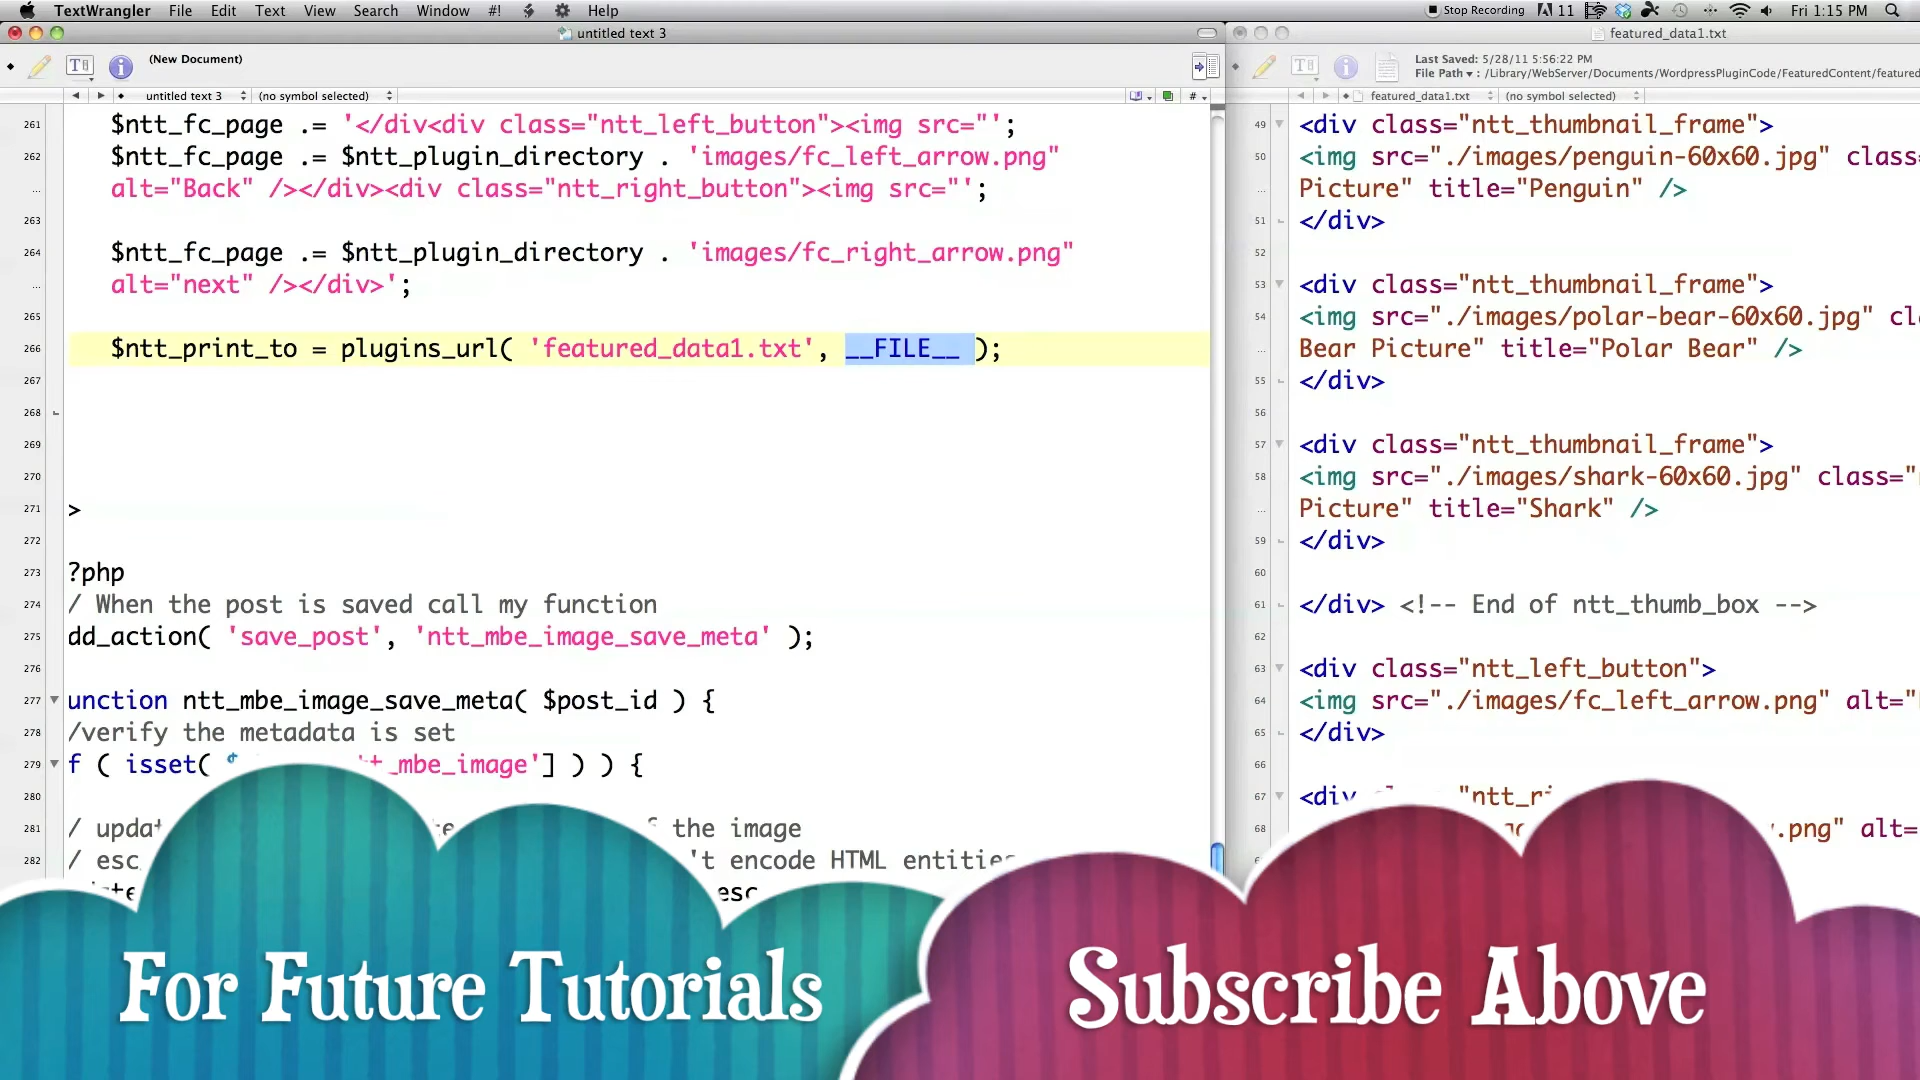 TextWrangler File Edit Text View Search Window #! Help Stop Recording 11 Fri 1:15 PM
untitled text 3
(New Document)
untitled text 3 (no symbol selected) #
261 $ntt_fc_page .= '</div<div class="ntt_left_button"><img src="';
262 $ntt_fc_page .= $ntt_plugin_directory . 'images/fc_left_arrow.png"
... alt="Back" /></div><div class="ntt_right_button"><img src="';
263
264 $ntt_fc_page .= $ntt_plugin_directory . 'images/fc_right_arrow.png"
... alt="next" /></div>';
265
266 $ntt_print_to = plugins_url( 'featured_data1.txt', __FILE__ );
267
268
269
270
271 >
272
273 ?php
274 / When the post is saved call my function
275 dd_action( 'save_post', 'ntt_mbe_image_save_meta' );
276
277 unction ntt_mbe_image_save_meta( $post_id ) {
278 /verify the metadata is set
279 f ( isset( $ tt_mbe_image'] ) ) {
280
281 / updat f the image
282 / esc 't encode HTML entities
esc
featured_data1.txt
Last Saved: 5/28/11 5:56:22 PM
File Path ▾ : /Library/WebServer/Documents/WordpressPluginCode/FeaturedContent/featured
featured_data1.txt (no symbol selected)
49 <div class="ntt_thumbnail_frame">
50 <img src="./images/penguin-60x60.jpg" class
... Picture" title="Penguin" />
51 </div>
52
53 <div class="ntt_thumbnail_frame">
54 <img src="./images/polar-bear-60x60.jpg" cl
... Bear Picture" title="Polar Bear" />
55 </div>
56
57 <div class="ntt_thumbnail_frame">
58 <img src="./images/shark-60x60.jpg" class="
... Picture" title="Shark" />
59 </div>
60
61 </div> <!-- End of ntt_thumb_box -->
62
63 <div class="ntt_left_button">
64 <img src="./images/fc_left_arrow.png" alt="
65 </div>
66
67 <div "ntt_ri
68 .png" alt=
For Future Tutorials
Subscribe Above